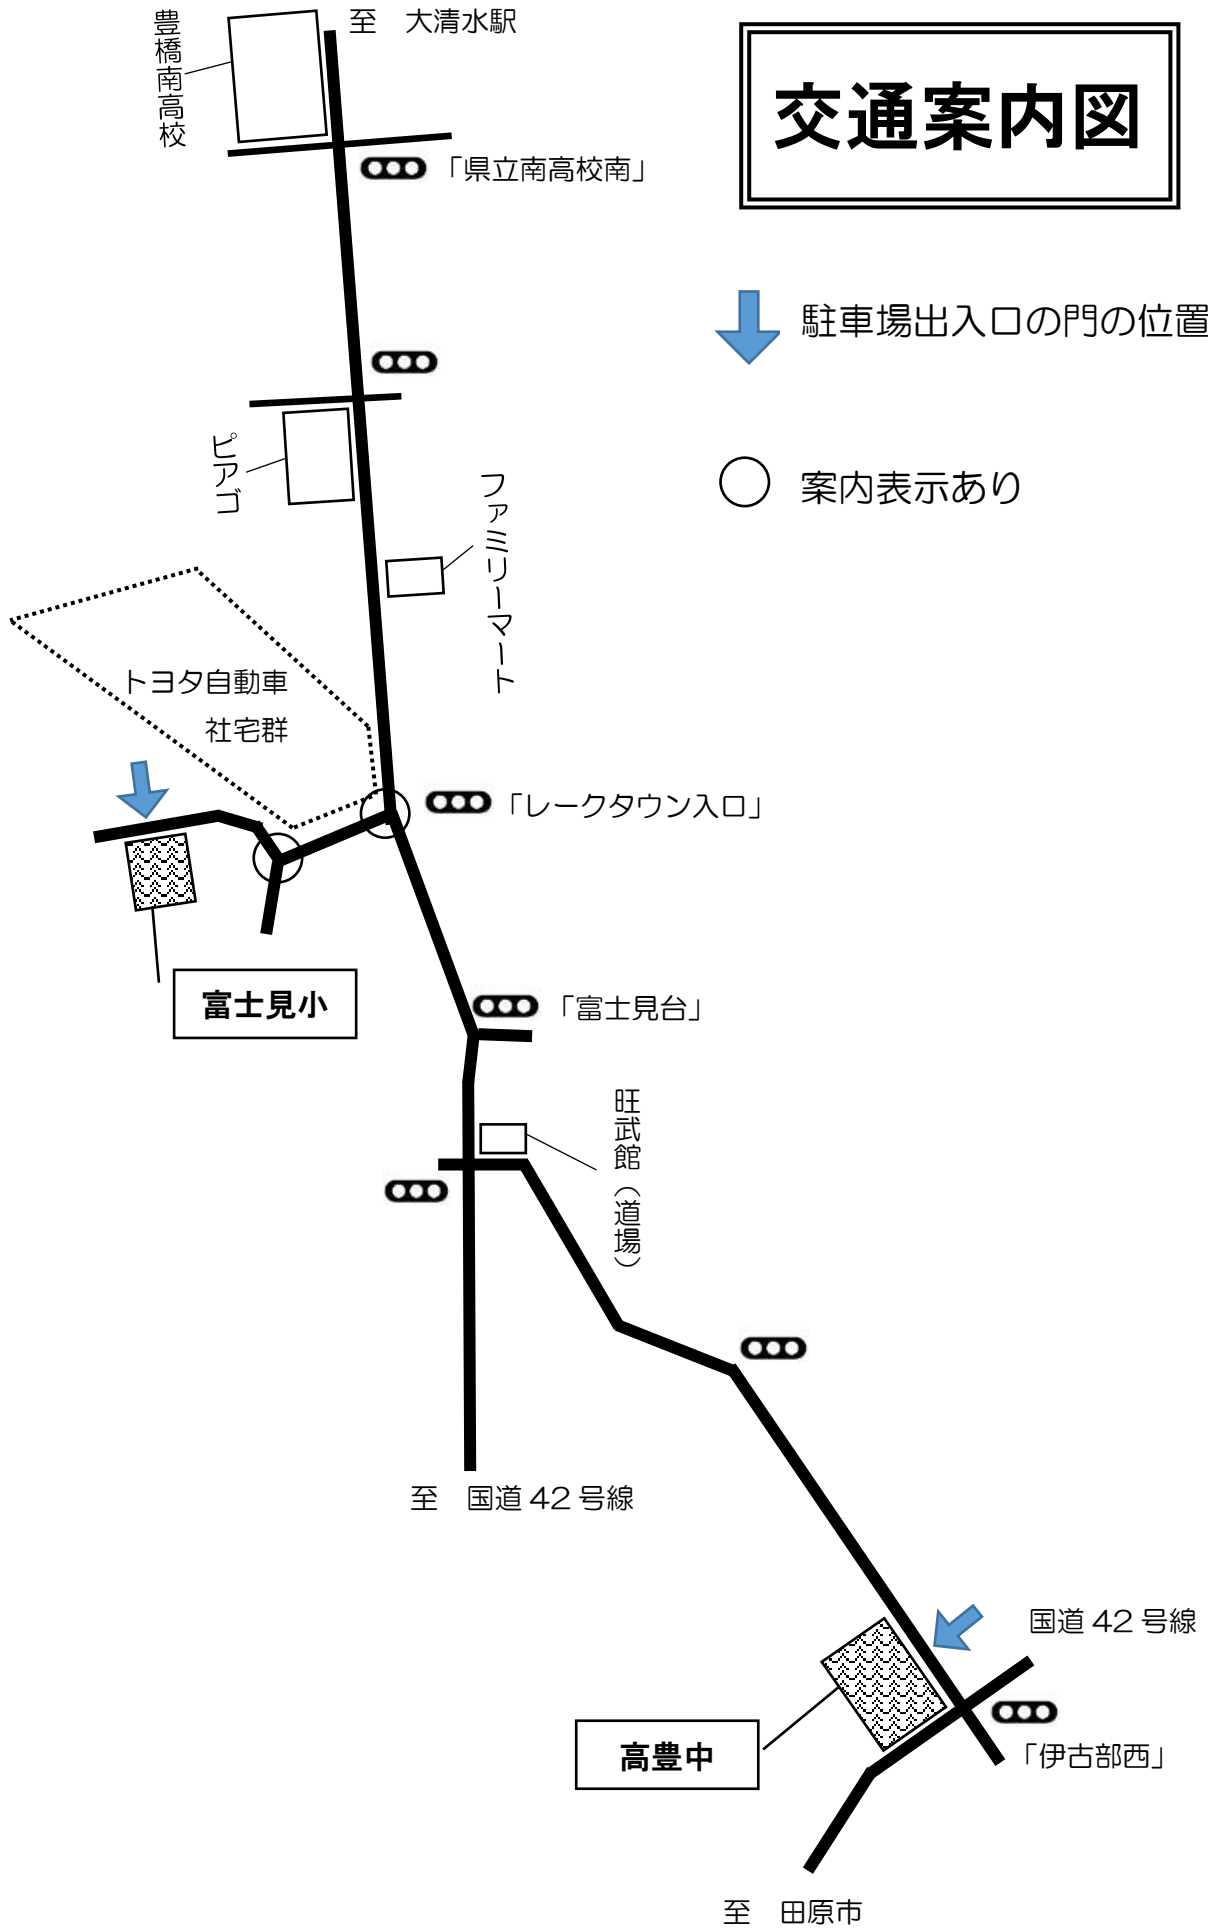 至　大清水駅
豊橋南高校
交通案内図
「県立南高校南」
駐車場出入口の門の位置
ピアゴ
ファミリーマート
案内表示あり
トヨタ自動車
社宅群
「レークタウン入口」
富士見小
「富士見台」
旺武館（道場）
至　国道 42 号線
国道 42 号線
高豊中
「伊古部西」
至　田原市